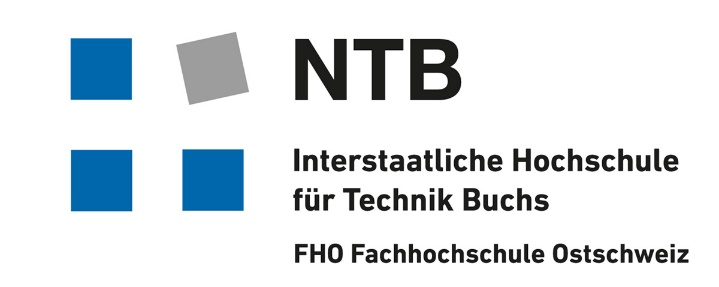 NTB
Interstaatliche Hochschule
für Technik Buchs
FHO Fachhochschule Ostschweiz